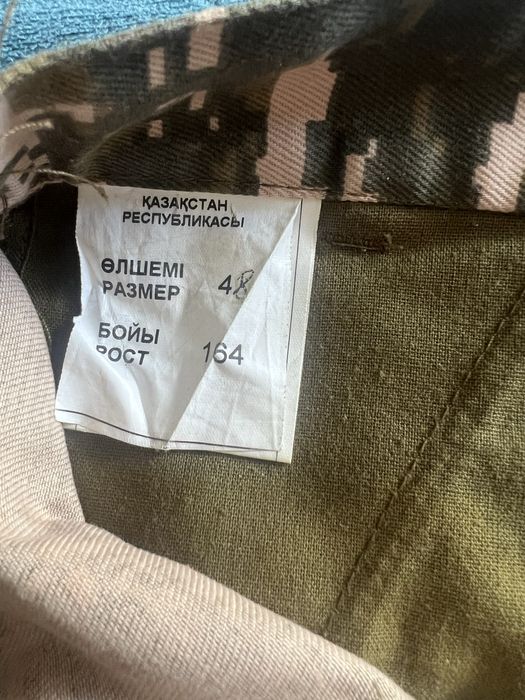 ҚАЗАҚСТАН
РЕСПУБЛИКАСЫ
ӨЛШЕМІ
РАЗМЕР 48
БОЙЫ
РОСТ 164